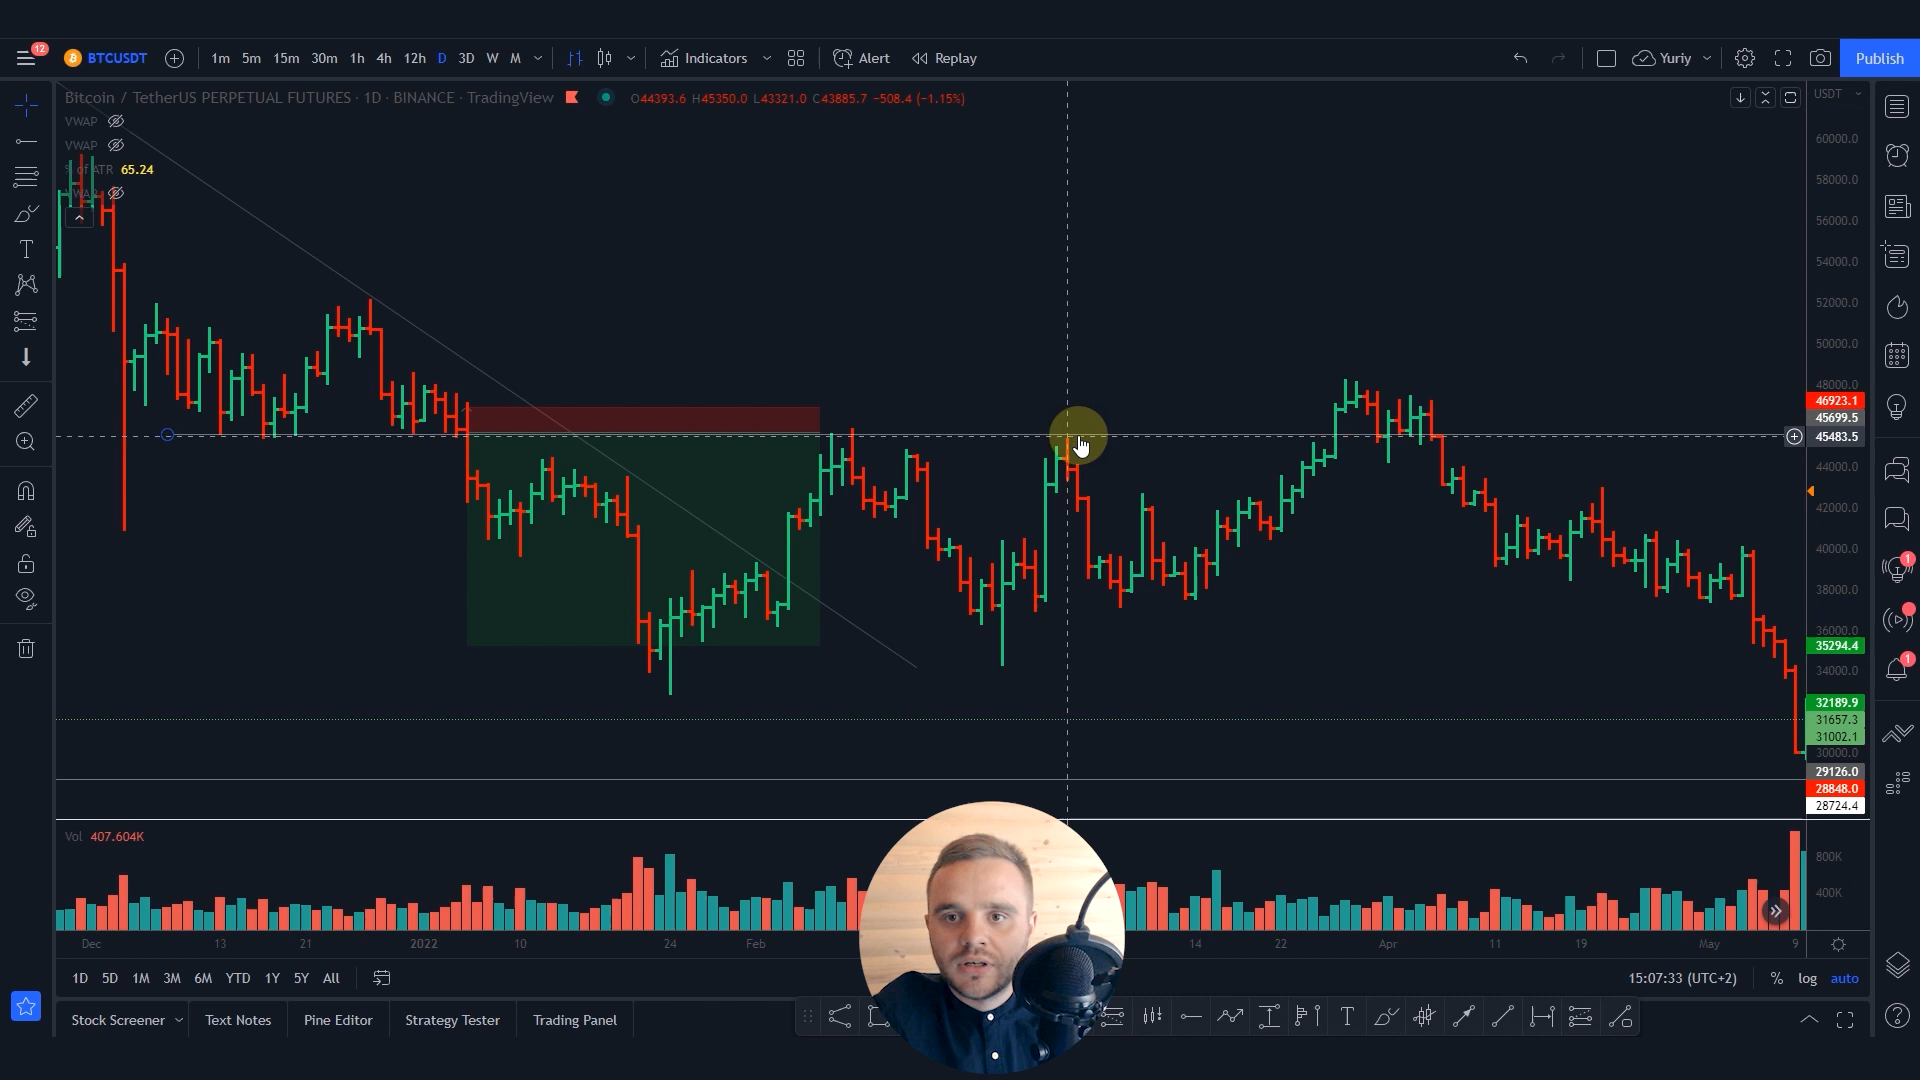 12
BTCUSDT 1m 5m 15m 30m 1h 4h 12h D 3D W M Indicators Alert Replay Yuriy Publish
Bitcoin / TetherUS PERPETUAL FUTURES · 1D · BINANCE · TradingView O44393.6 H45350.0 L43321.0 C43885.7 −508.4 (−1.15%)
USDT
VWAP
VWAP
% of ATR 65.24
VWAP
60000.0
58000.0
56000.0
54000.0
52000.0
50000.0
48000.0
46923.1
45699.5
45483.5
44000.0
42000.0
40000.0
38000.0
36000.0
35294.4
34000.0
32189.9
31657.3
31002.1
30000.0
29126.0
28848.0
28724.4
1
1
Vol 407.604K
800K
400K
Dec 13 21 2022 10 24 Feb 14 22 Apr 11 19 May 9
1D 5D 1M 3M 6M YTD 1Y 5Y All 15:07:33 (UTC+2) % log auto
Stock Screener Text Notes Pine Editor Strategy Tester Trading Panel